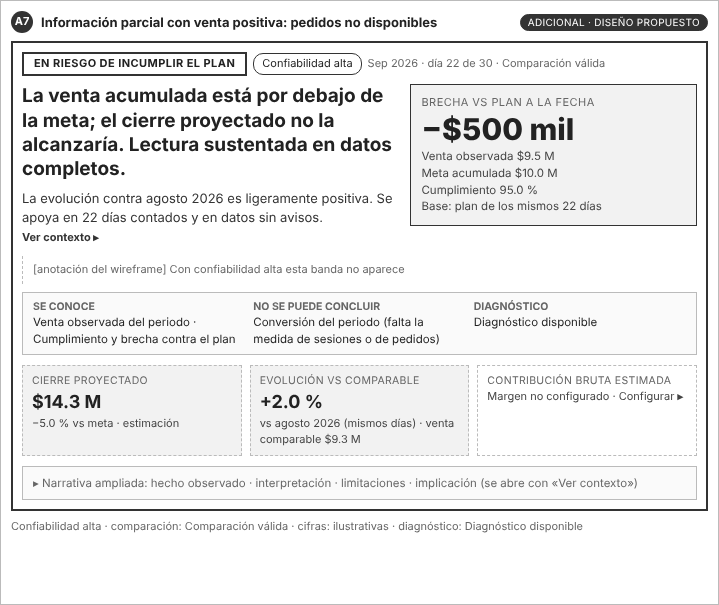 A7 Información parcial con venta positiva: pedidos no disponibles
ADICIONAL · DISEÑO PROPUESTO
EN RIESGO DE INCUMPLIR EL PLAN Confiabilidad alta Sep 2026 · día 22 de 30 · Comparación válida
La venta acumulada está por debajo de
la meta; el cierre proyectado no la
alcanzaría. Lectura sustentada en datos
completos.
La evolución contra agosto 2026 es ligeramente positiva. Se
apoya en 22 días contados y en datos sin avisos.
Ver contexto ▸
BRECHA VS PLAN A LA FECHA
−$500 mil
Venta observada $9.5 M
Meta acumulada $10.0 M
Cumplimiento 95.0 %
Base: plan de los mismos 22 días
[anotación del wireframe] Con confiabilidad alta esta banda no aparece
SE CONOCE
Venta observada del periodo ·
Cumplimiento y brecha contra el plan
NO SE PUEDE CONCLUIR
Conversión del periodo (falta la
medida de sesiones o de pedidos)
DIAGNÓSTICO
Diagnóstico disponible
CIERRE PROYECTADO
$14.3 M
−5.0 % vs meta · estimación
EVOLUCIÓN VS COMPARABLE
+2.0 %
vs agosto 2026 (mismos días) · venta
comparable $9.3 M
CONTRIBUCIÓN BRUTA ESTIMADA
Margen no configurado · Configurar ▸
▸ Narrativa ampliada: hecho observado · interpretación · limitaciones · implicación (se abre con «Ver contexto»)
Confiabilidad alta · comparación: Comparación válida · cifras: ilustrativas · diagnóstico: Diagnóstico disponible